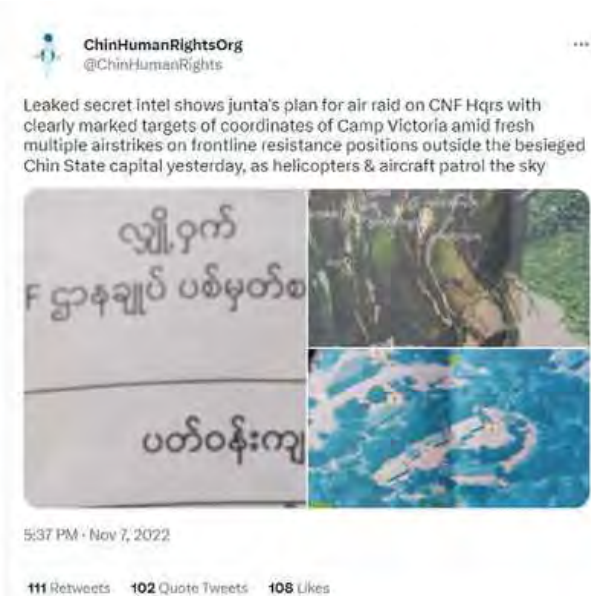 ChinHumanRightsOrg
@ChinHumanRights
Leaked secret intel shows junta's plan for air raid on CNF Hqrs with
clearly marked targets of coordinates of Camp Victoria amid fresh
multiple airstrikes on frontline resistance positions outside the besieged
Chin State capital yesterday, as helicopters & aircraft patrol the sky
လျှို့ဝှက်
F ဌာနချုပ် ပစ်မှတ်စ
ပတ်ဝန်းကျ
5:37 PM · Nov 7, 2022
111 Retweets 102 Quote Tweets 108 Likes